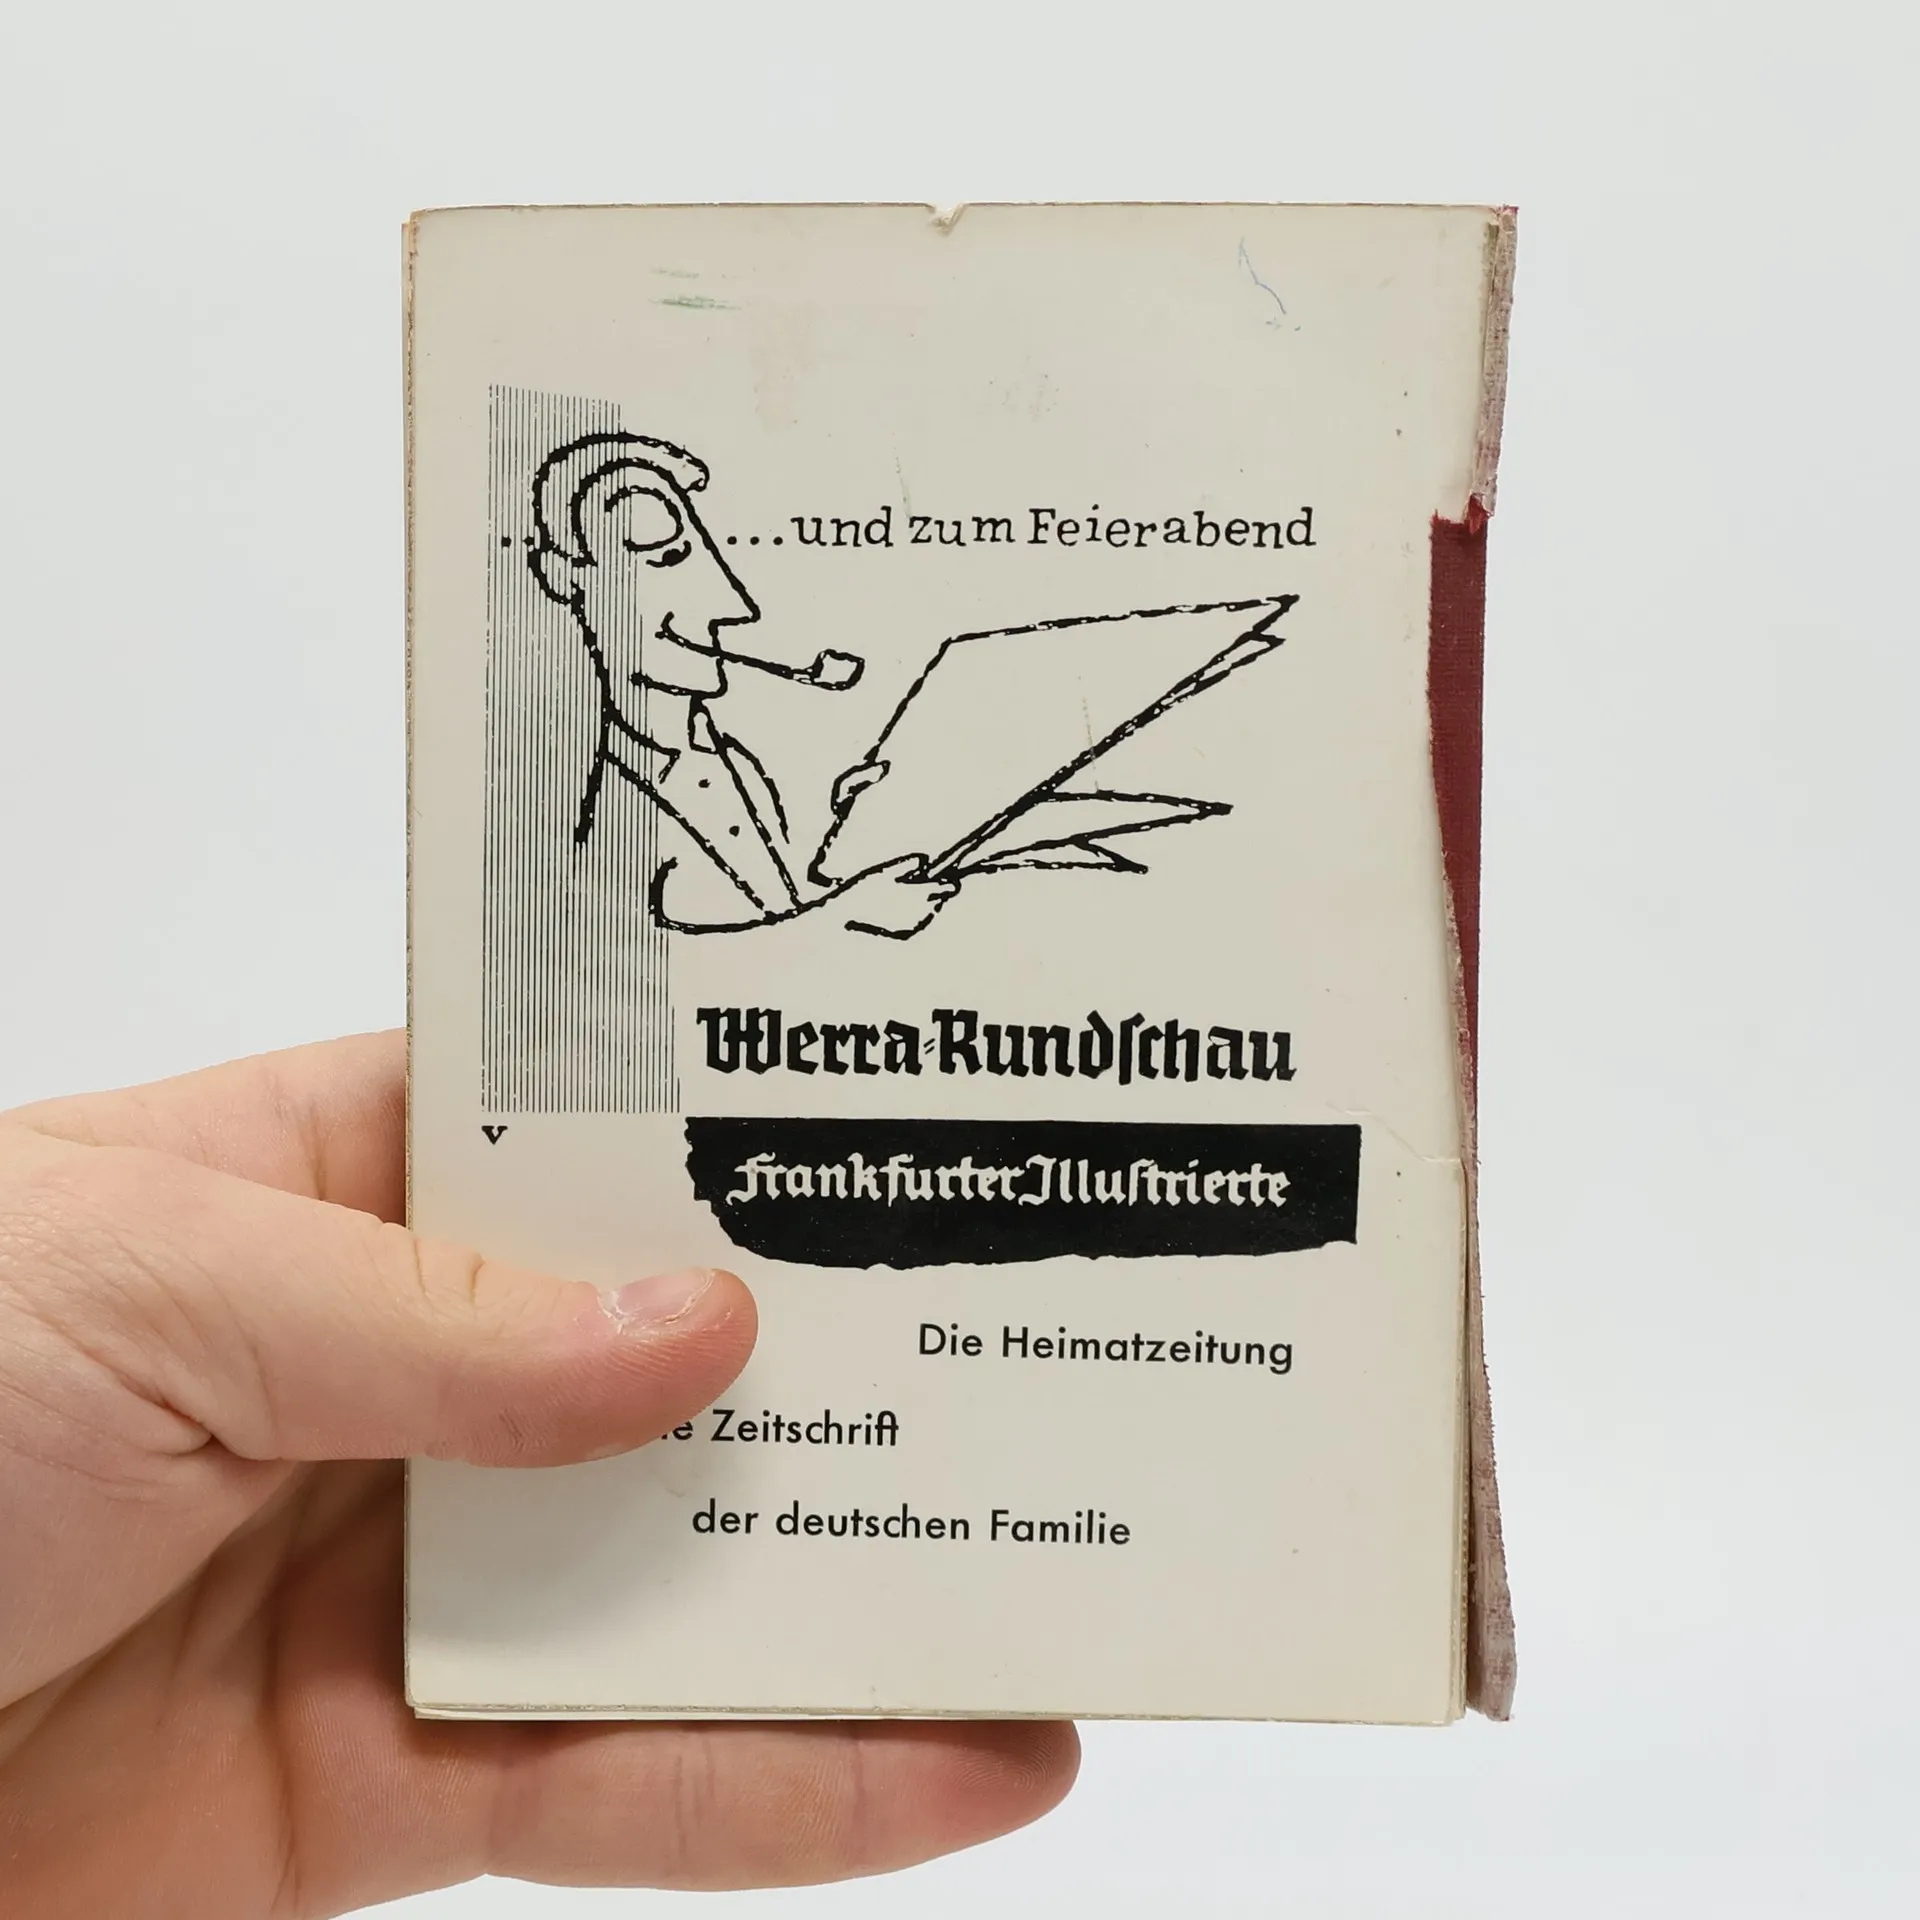 ...und zum Feierabend
Werra-Rundschau
v
Frankfurter Illustrierte
Die Heimatzeitung
Zeitschrift
der deutschen Familie